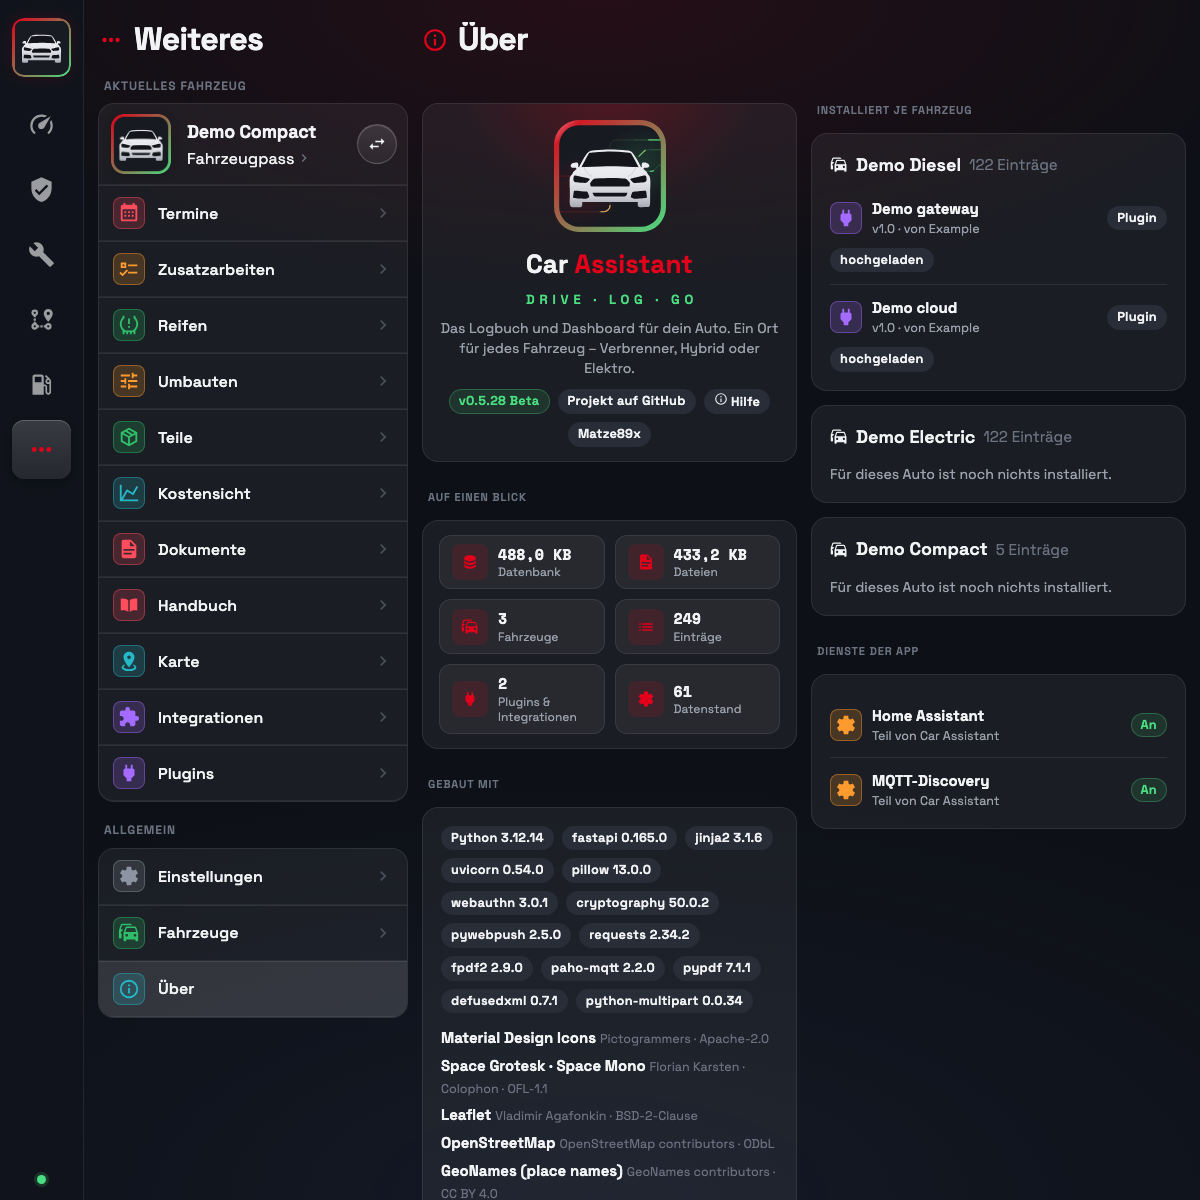 Weiteres
AKTUELLES FAHRZEUG
Demo Compact
Fahrzeugpass
Termine
Zusatzarbeiten
Reifen
Umbauten
Teile
Kostensicht
Dokumente
Handbuch
Karte
Integrationen
Plugins
ALLGEMEIN
Einstellungen
Fahrzeuge
Über
Über
Car Assistant
DRIVE · LOG · GO
Das Logbuch und Dashboard für dein Auto. Ein Ort
für jedes Fahrzeug – Verbrenner, Hybrid oder
Elektro.
v0.5.28 Beta
Projekt auf GitHub
Hilfe
Matze89x
AUF EINEN BLICK
488,0 KB
Datenbank
433,2 KB
Dateien
3
Fahrzeuge
249
Einträge
2
Plugins &
Integrationen
61
Datenstand
GEBAUT MIT
Python 3.12.14
fastapi 0.165.0
jinja2 3.1.6
uvicorn 0.54.0
pillow 13.0.0
webauthn 3.0.1
cryptography 50.0.2
pywebpush 2.5.0
requests 2.34.2
fpdf2 2.9.0
paho-mqtt 2.2.0
pypdf 7.1.1
defusedxml 0.7.1
python-multipart 0.0.34
Material Design Icons Pictogrammers · Apache-2.0
Space Grotesk · Space Mono Florian Karsten ·
Colophon · OFL-1.1
Leaflet Vladimir Agafonkin · BSD-2-Clause
OpenStreetMap OpenStreetMap contributors · ODbL
GeoNames (place names) GeoNames contributors ·
CC BY 4.0
INSTALLIERT JE FAHRZEUG
Demo Diesel 122 Einträge
Demo gateway
v1.0 · von Example
Plugin
hochgeladen
Demo cloud
v1.0 · von Example
Plugin
hochgeladen
Demo Electric 122 Einträge
Für dieses Auto ist noch nichts installiert.
Demo Compact 5 Einträge
Für dieses Auto ist noch nichts installiert.
DIENSTE DER APP
Home Assistant
Teil von Car Assistant
An
MQTT-Discovery
Teil von Car Assistant
An